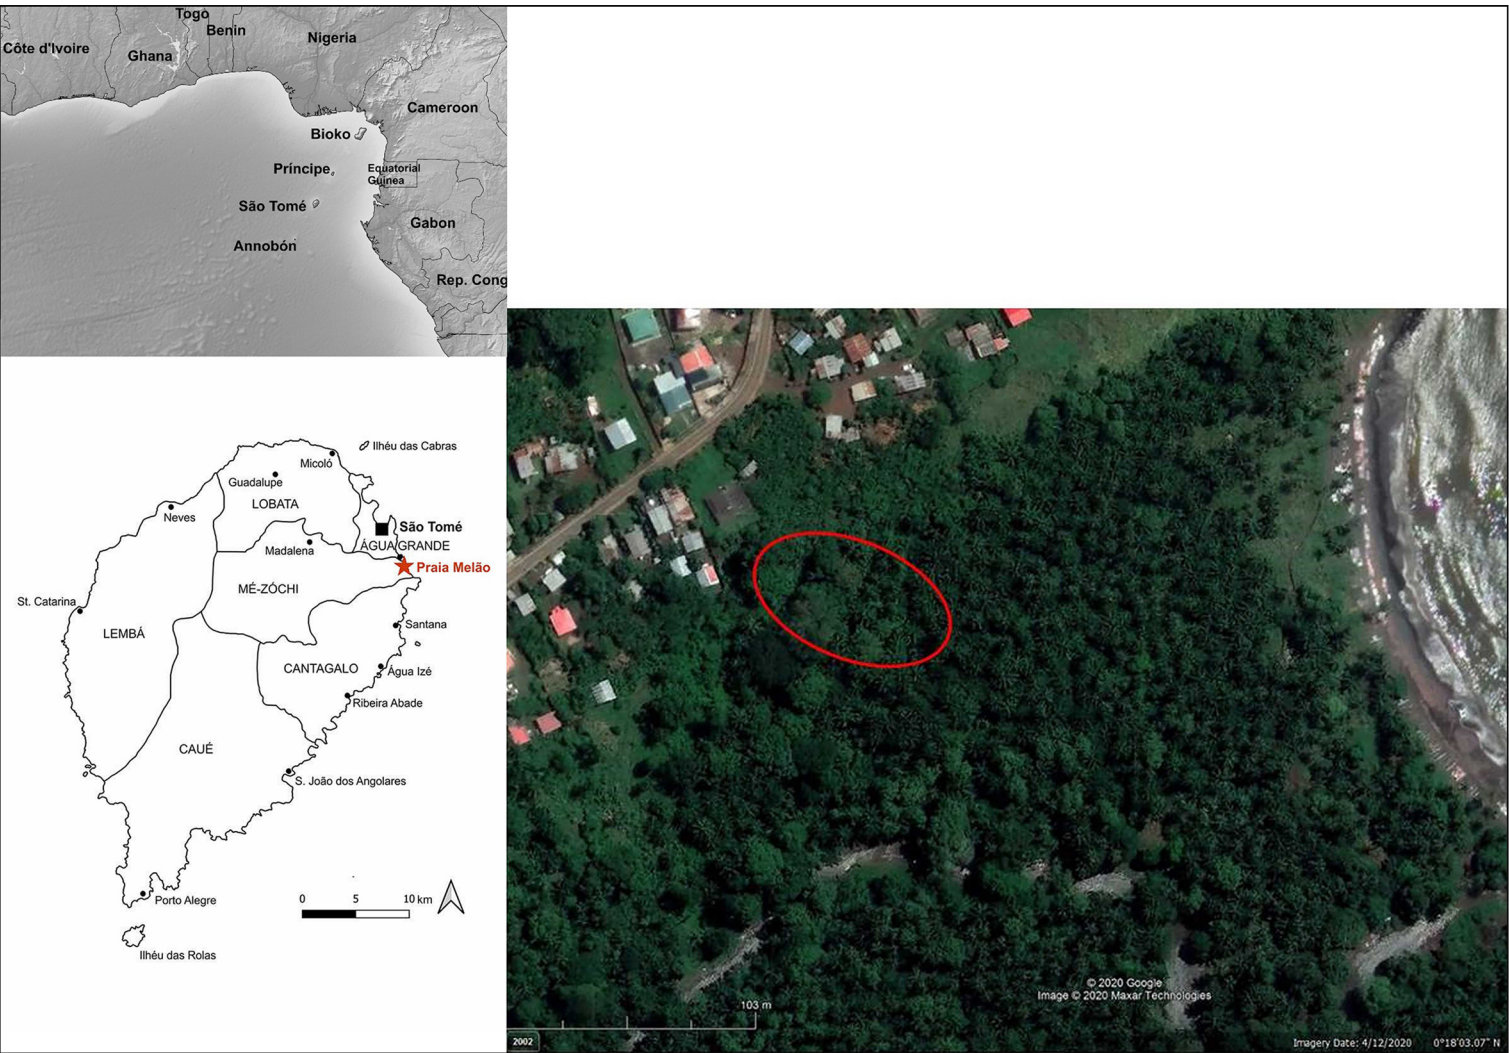 Togo
Benin
Nigeria
Côte d'Ivoire
Ghana
Cameroon
Bioko
Príncipe
Equatorial
Guinea
São Tomé
Gabon
Annobón
Rep. Cong
Ilhéu das Cabras
Micoló
Guadalupe
LOBATA
Neves
São Tomé
ÁGUA GRANDE
Madalena
Praia Melão
MÉ-ZÓCHI
St. Catarina
Santana
LEMBÁ
CANTAGALO
Água Izé
Ribeira Abade
CAUÉ
S. João dos Angolares
0 5 10 km
Porto Alegre
Ilhéu das Rolas
© 2020 Google
Image © 2020 Maxar Technologies
103 m
2002
Imagery Date: 4/12/2020 0°18'03.07" N